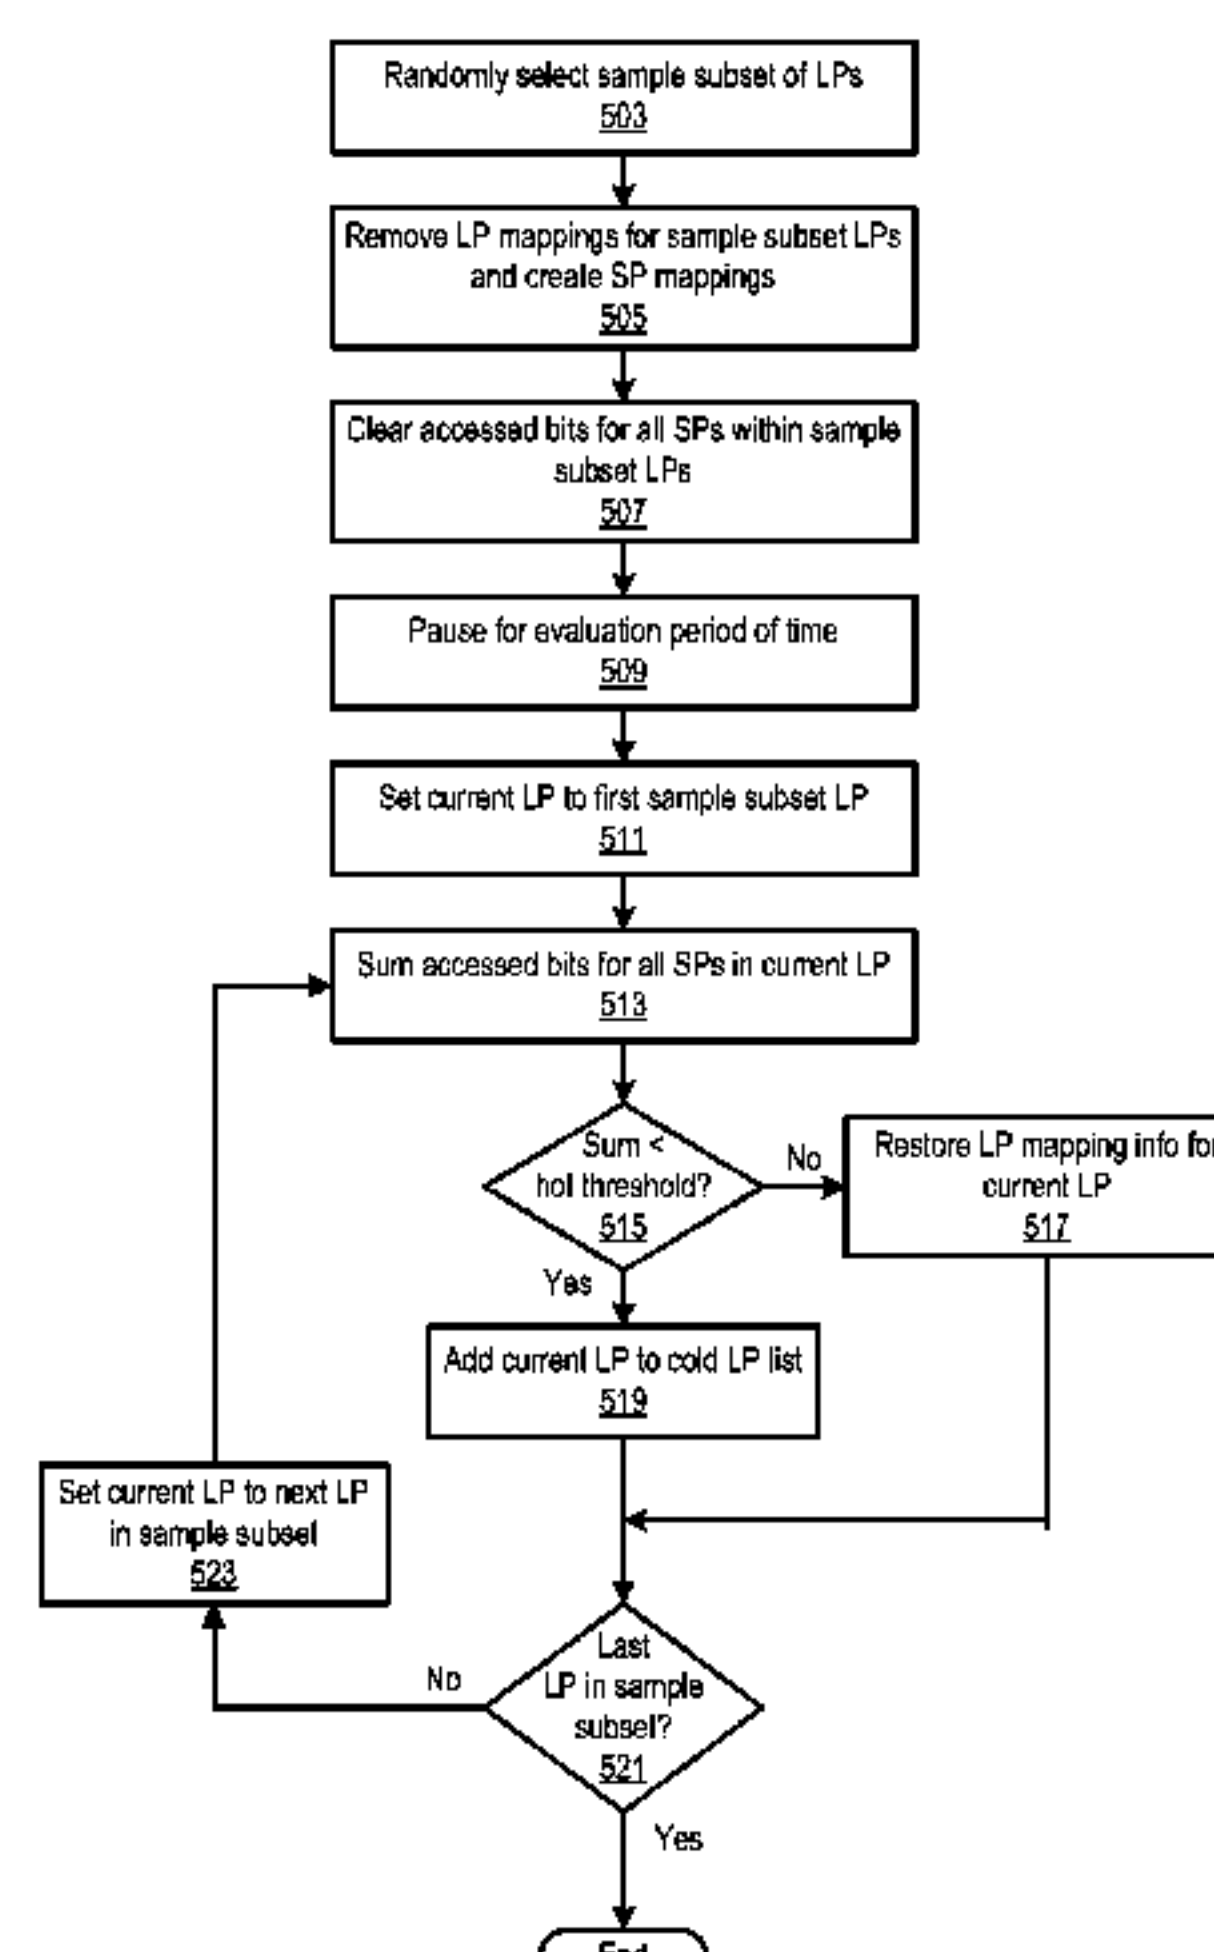 Randomly select sample subset of LPs
503
Remove LP mappings for sample subset LPs
and create SP mappings
505
Clear accessed bits for all SPs within sample
subset LPs
507
Pause for evaluation period of time
509
Set current LP to first sample subset LP
511
Sum accessed bits for all SPs in current LP
513
Sum <
hot threshold?
515
No
Restore LP mapping info for
current LP
517
Yes
Add current LP to cold LP list
519
Set current LP to next LP
in sample subset
523
Last
LP in sample
subset?
521
No
Yes
End